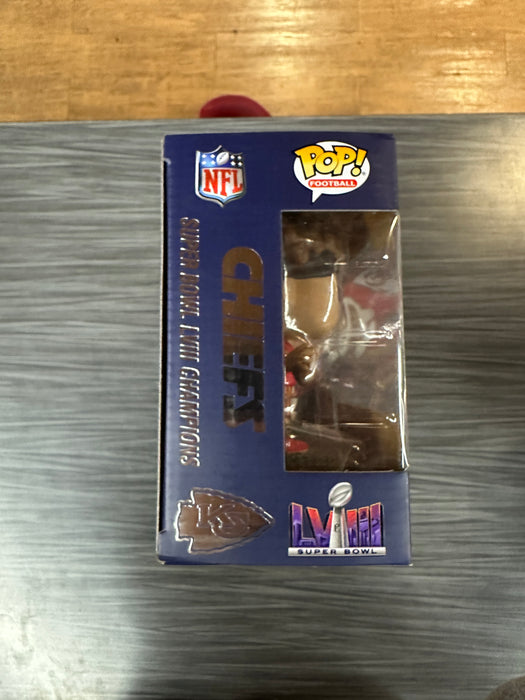 NFL
POP!
FOOTBALL
CHIEFS
SUPER BOWL LVIII CHAMPIONS
KC
LVIII
SUPER BOWL